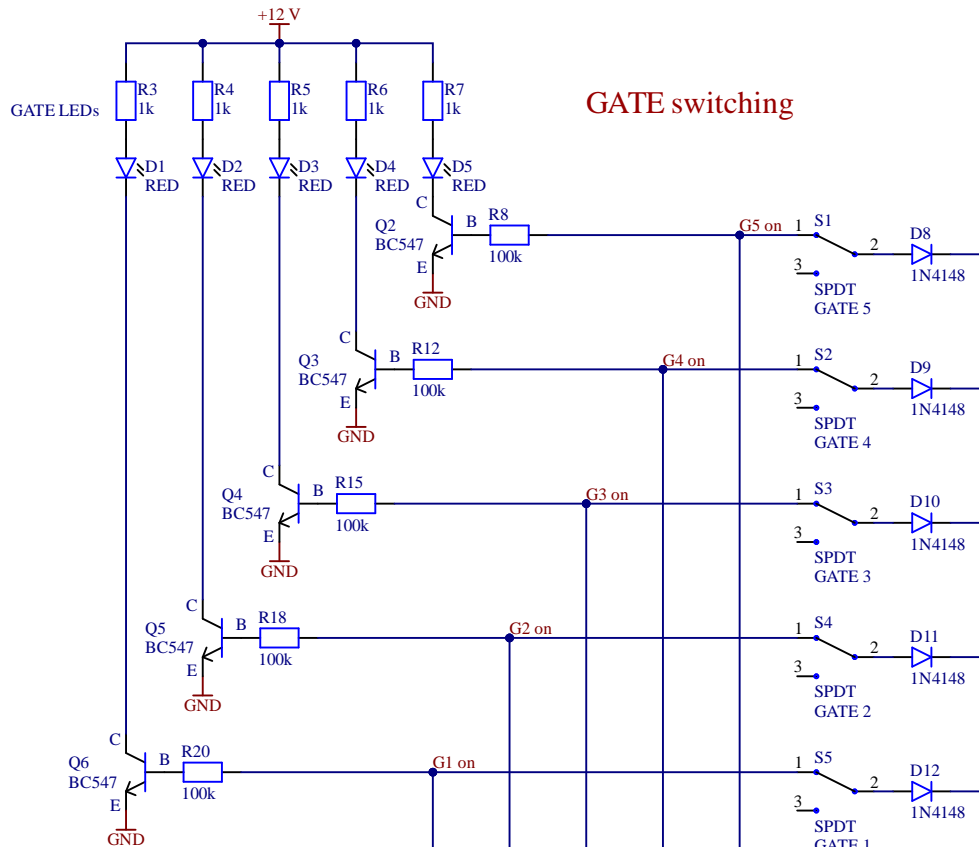 +12 V
GATE LEDs
R3
1k
R4
1k
R5
1k
R6
1k
R7
1k
GATE switching
D1
RED
D2
RED
D3
RED
D4
RED
D5
RED
C
Q2
BC547
B
E
GND
R8
100k
G5 on
1
S1
2
3
SPDT
GATE 5
D8
1N4148
C
Q3
BC547
B
E
GND
R12
100k
G4 on
1
S2
2
3
SPDT
GATE 4
D9
1N4148
C
Q4
BC547
B
E
GND
R15
100k
G3 on
1
S3
2
3
SPDT
GATE 3
D10
1N4148
C
Q5
BC547
B
E
GND
R18
100k
G2 on
1
S4
2
3
SPDT
GATE 2
D11
1N4148
C
Q6
BC547
B
E
GND
R20
100k
G1 on
1
S5
2
3
SPDT
GATE 1
D12
1N4148